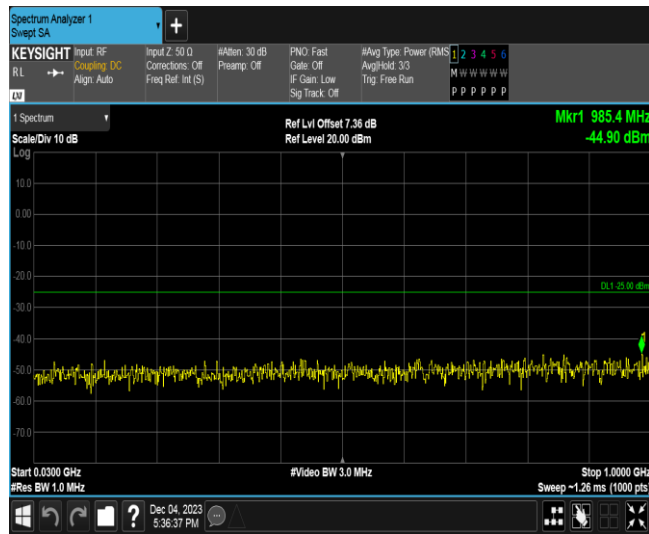 Spectrum Analyzer 1
Swept SA
KEYSIGHT
RL
LXI
Input: RF
Coupling: DC
Align: Auto
Input Z: 50 Ω
Corrections: Off
Freq Ref: Int (S)
#Atten: 30 dB
Preamp: Off
PNO: Fast
Gate: Off
IF Gain: Low
Sig Track: Off
#Avg Type: Power (RMS
Avg|Hold: 3/3
Trig: Free Run
1 2 3 4 5 6
M W W W W W
P P P P P P
1 Spectrum
Scale/Div 10 dB
Log
Ref Lvl Offset 7.36 dB
Ref Level 20.00 dBm
Mkr1 985.4 MHz
-44.90 dBm
10.0
0.00
-10.0
-20.0
DL1 -25.00 dBm
-30.0
-40.0
-50.0
-60.0
-70.0
Start 0.0300 GHz
#Res BW 1.0 MHz
#Video BW 3.0 MHz
Stop 1.0000 GHz
Sweep ~1.26 ms (1000 pts)
?
Dec 04, 2023
5:36:37 PM